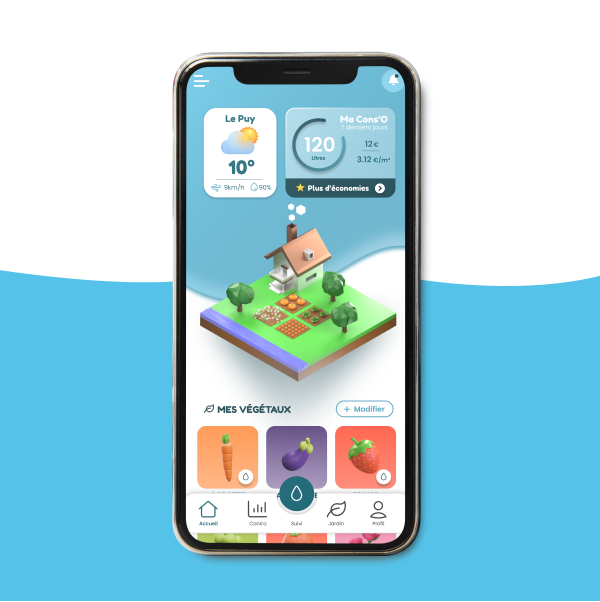 Le Puy
10°
9km/h 90%
Ma Cons'O
7 derniers jours
120
Litres
12 €
3.12 €/m³
Plus d'économies
MES VÉGÉTAUX
+ Modifier
Accueil
Cons'o
Suivi
Jardin
Profil